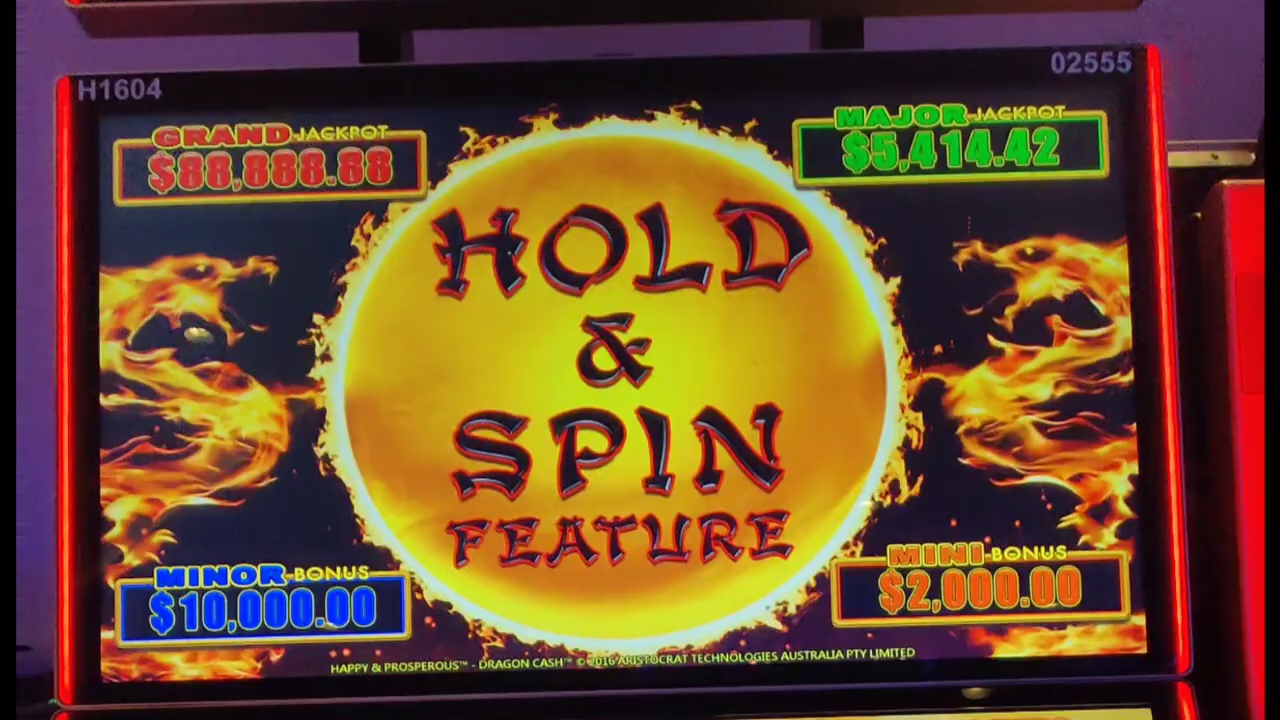 H1604
02555
GRAND JACKPOT
$88,888.88
MAJOR JACKPOT
$5,414.42
HOLD
&
SPIN
FEATURE
MINOR BONUS
$10,000.00
MINI BONUS
$2,000.00
HAPPY & PROSPEROUS™ - DRAGON CASH™ © 2016 ARISTOCRAT TECHNOLOGIES AUSTRALIA PTY LIMITED